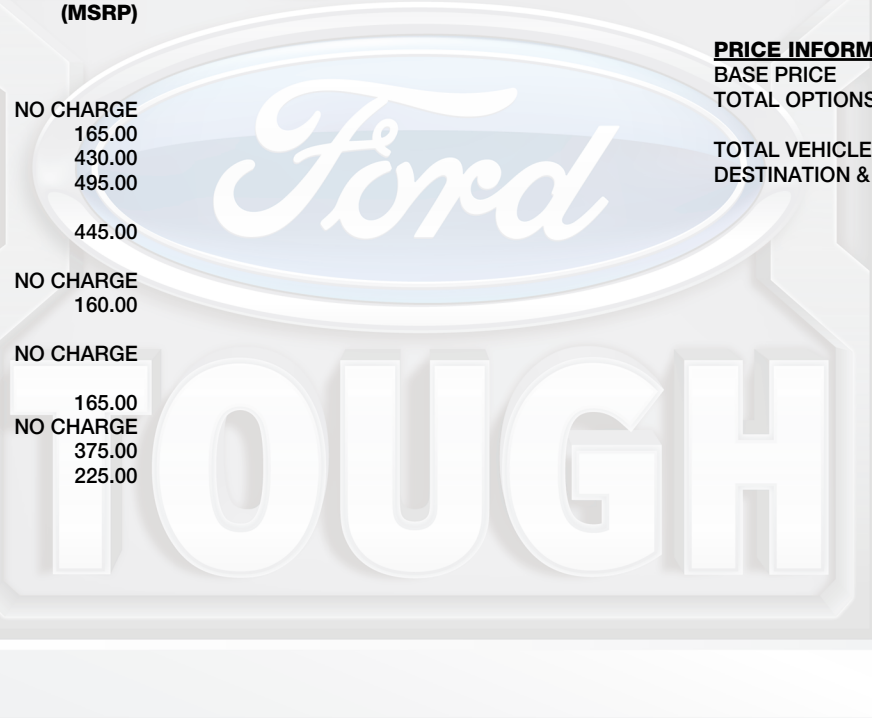 (MSRP)
NO CHARGE
165.00
430.00
495.00
445.00
NO CHARGE
160.00
NO CHARGE
165.00
NO CHARGE
375.00
225.00
PRICE INFORM
BASE PRICE
TOTAL OPTIONS
TOTAL VEHICLE
DESTINATION &
Ford
TOUGH